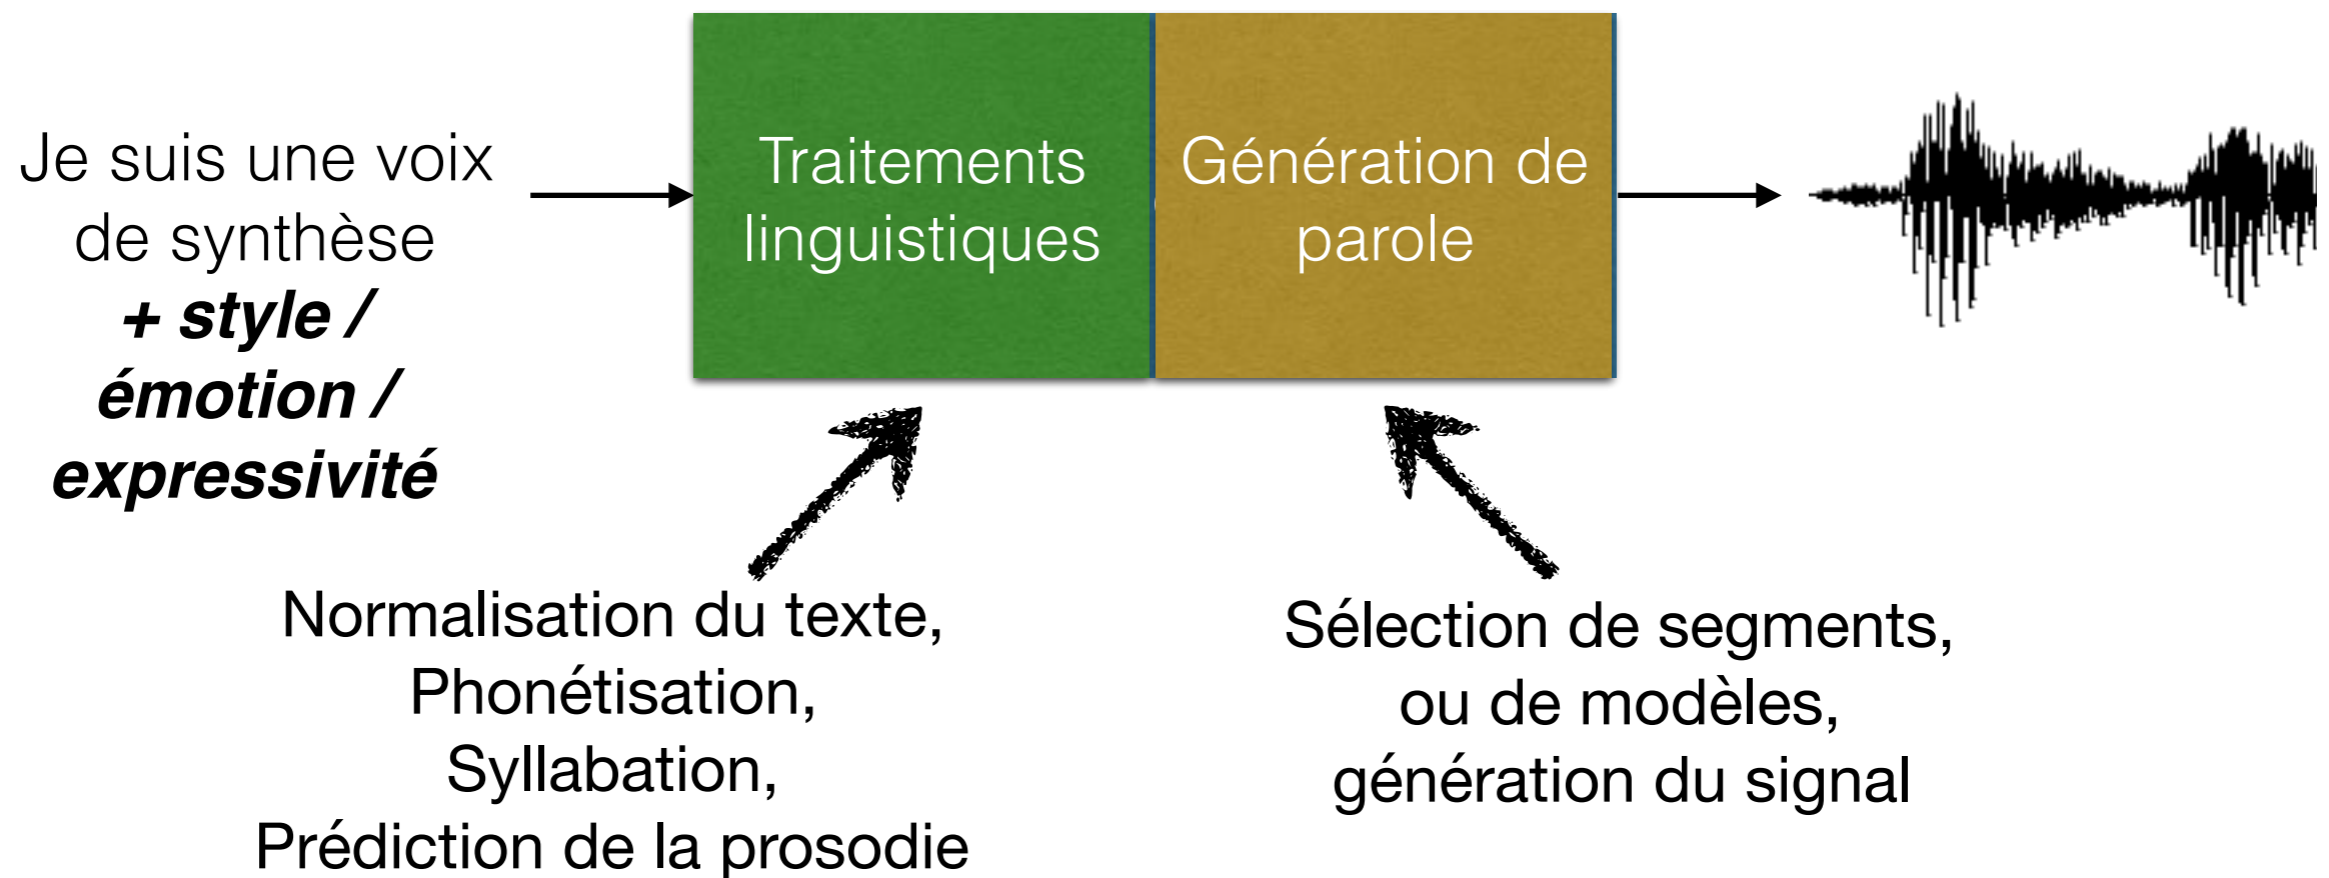 Je suis une voix
de synthèse
+ style /
émotion /
expressivité
Traitements
linguistiques
Génération de
parole
Normalisation du texte,
Phonétisation,
Syllabation,
Prédiction de la prosodie
Sélection de segments,
ou de modèles,
génération du signal